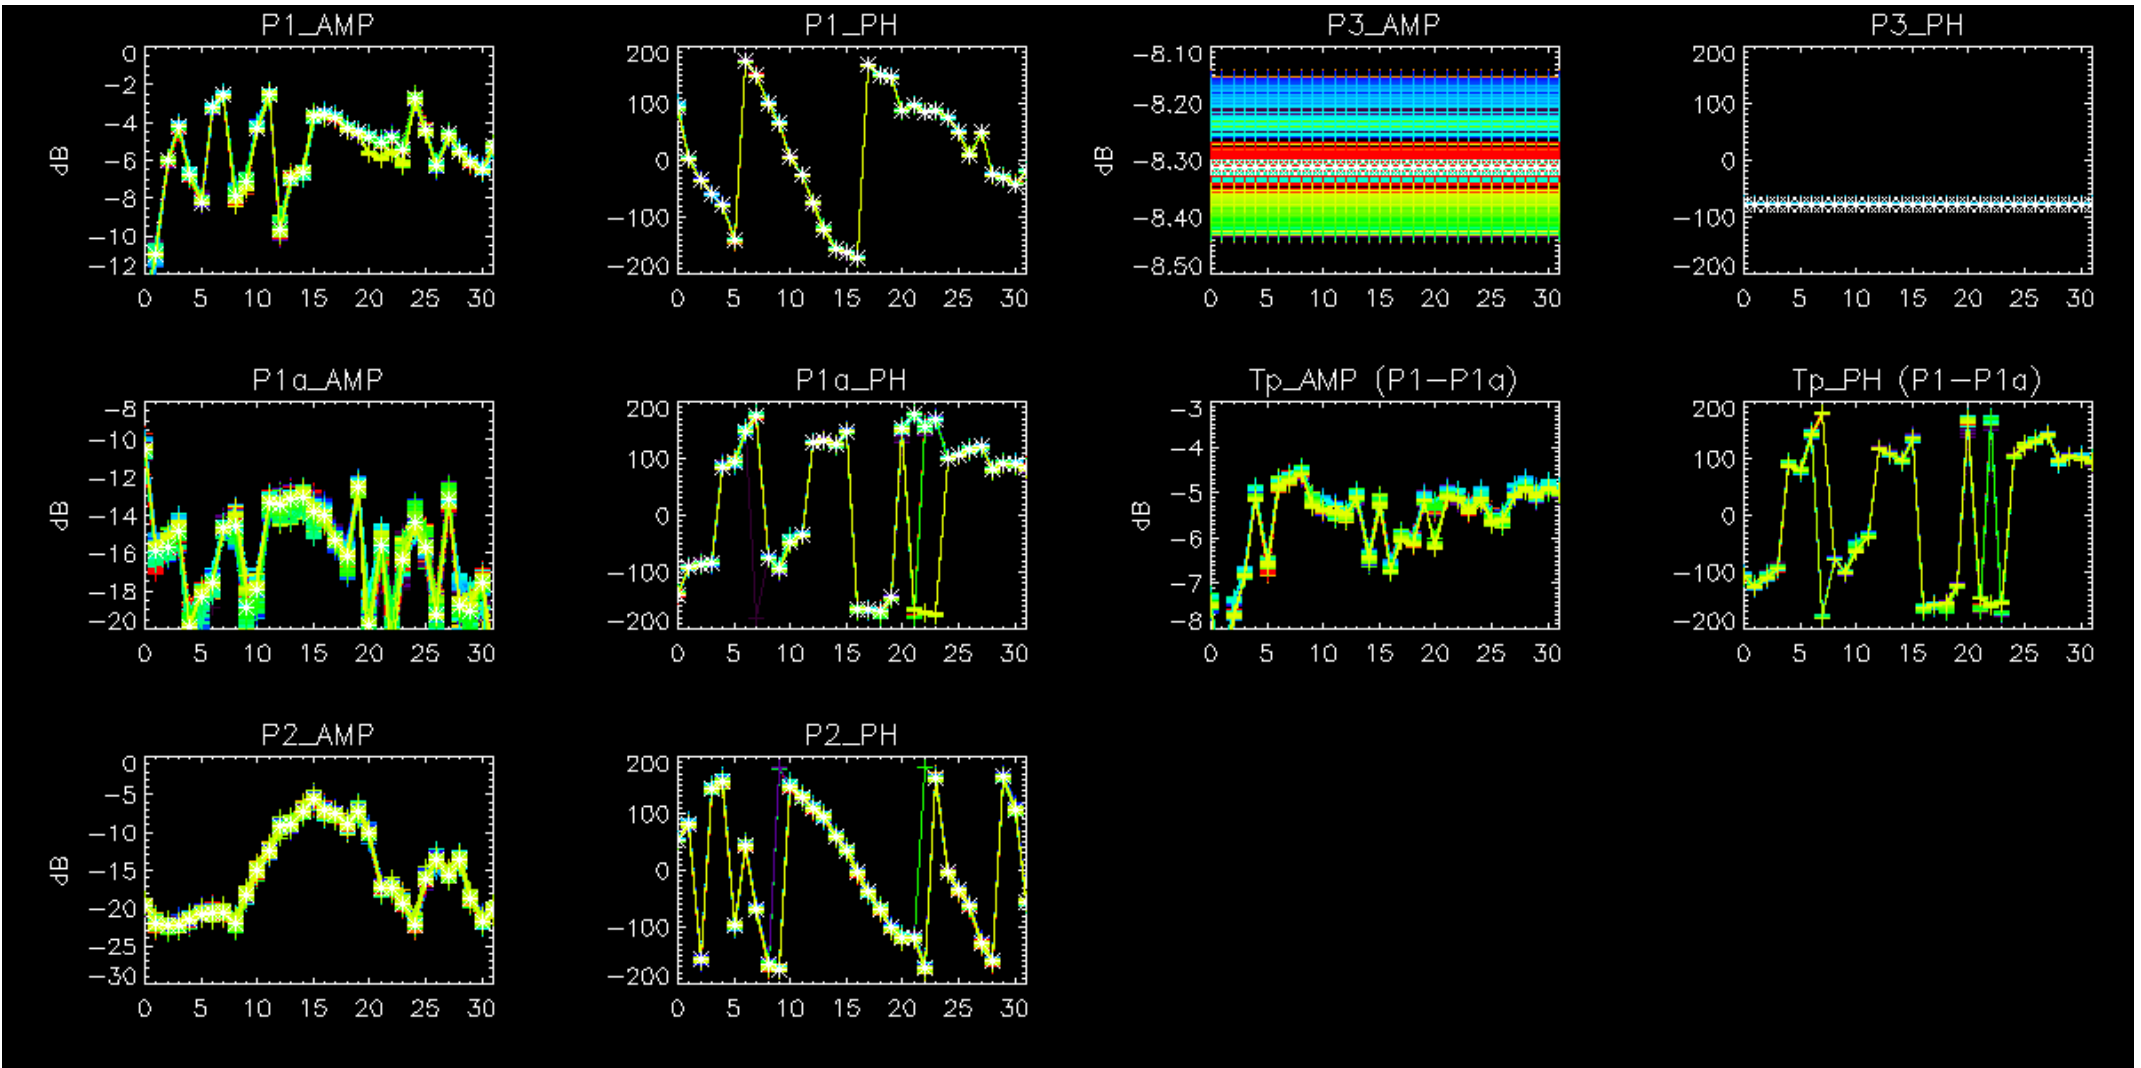 P1_AMP
P1_PH
P3_AMP
P3_PH
0
-2
-4
-6
-8
-10
-12
dB
0 5 10 15 20 25 30
200
100
0
-100
-200
0 5 10 15 20 25 30
-8.10
-8.20
-8.30
-8.40
-8.50
dB
0 5 10 15 20 25 30
200
100
0
-100
-200
0 5 10 15 20 25 30
P1a_AMP
P1a_PH
Tp_AMP (P1-P1a)
Tp_PH (P1-P1a)
-8
-10
-12
-14
-16
-18
-20
dB
0 5 10 15 20 25 30
200
100
0
-100
-200
0 5 10 15 20 25 30
-3
-4
-5
-6
-7
-8
dB
0 5 10 15 20 25 30
200
100
0
-100
-200
0 5 10 15 20 25 30
P2_AMP
P2_PH
0
-5
-10
-15
-20
-25
-30
dB
0 5 10 15 20 25 30
200
100
0
-100
-200
0 5 10 15 20 25 30